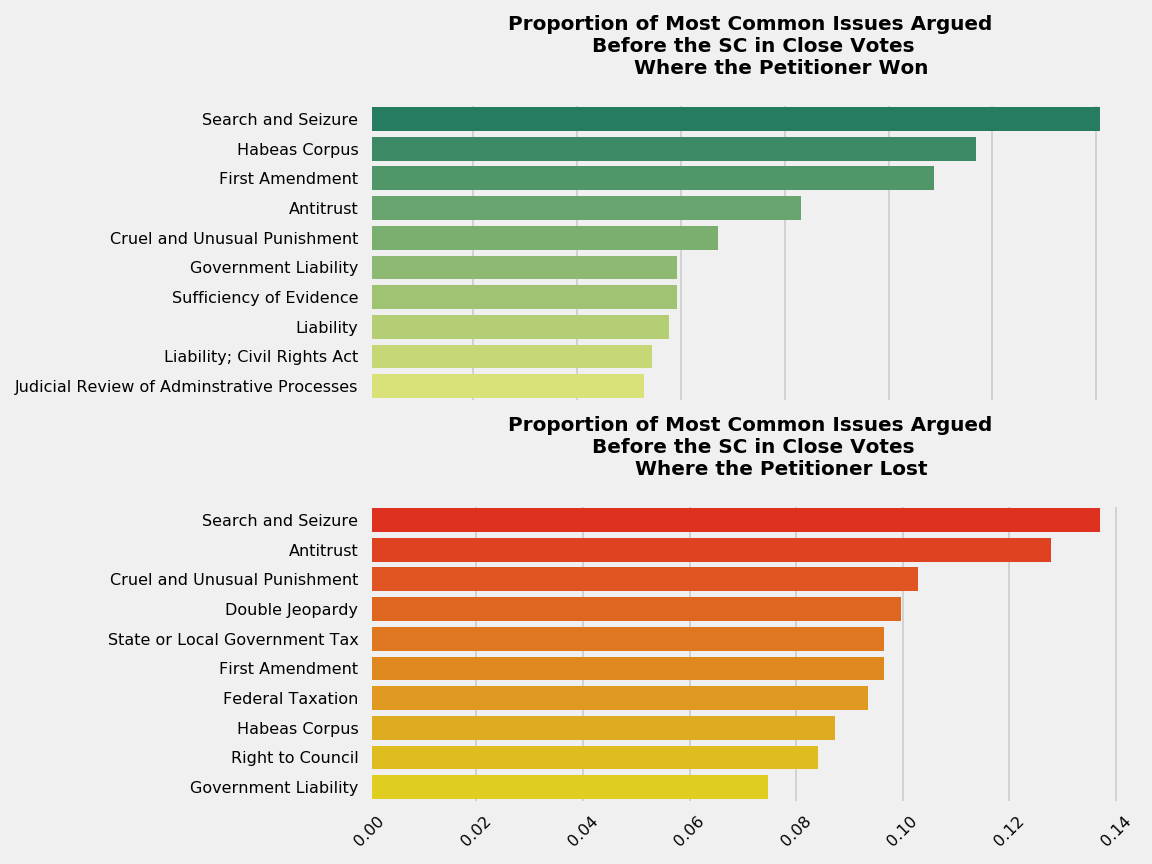 Proportion of Most Common Issues Argued
Before the SC in Close Votes
Where the Petitioner Won
Search and Seizure
Habeas Corpus
First Amendment
Antitrust
Cruel and Unusual Punishment
Government Liability
Sufficiency of Evidence
Liability
Liability; Civil Rights Act
Judicial Review of Adminstrative Processes
Proportion of Most Common Issues Argued
Before the SC in Close Votes
Where the Petitioner Lost
Search and Seizure
Antitrust
Cruel and Unusual Punishment
Double Jeopardy
State or Local Government Tax
First Amendment
Federal Taxation
Habeas Corpus
Right to Council
Government Liability
0.00 0.02 0.04 0.06 0.08 0.10 0.12 0.14